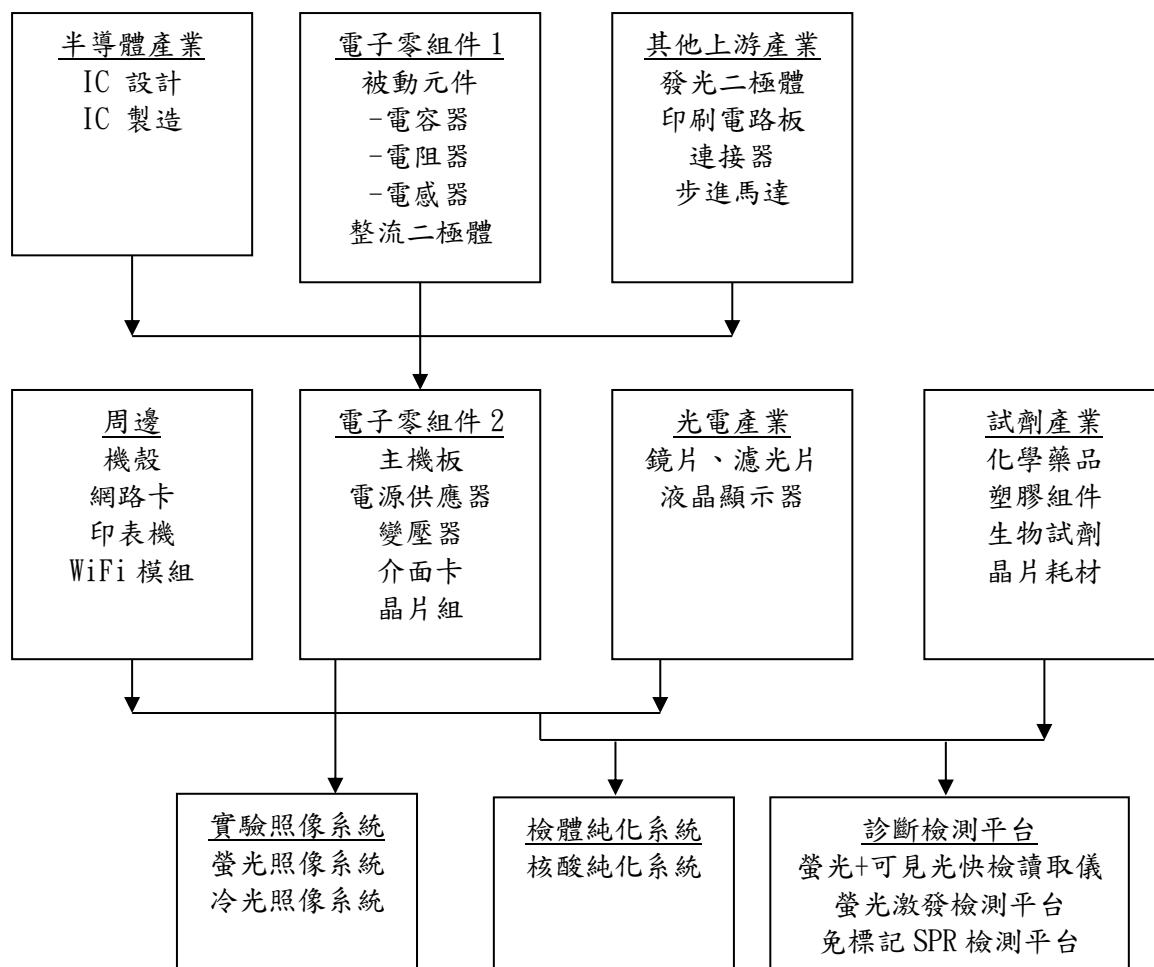 半導體產業
IC 設計
IC 製造
電子零組件 1
被動元件
-電容器
-電阻器
-電感器
整流二極體
其他上游產業
發光二極體
印刷電路板
連接器
步進馬達
周邊
機殼
網路卡
印表機
WiFi 模組
電子零組件 2
主機板
電源供應器
變壓器
介面卡
晶片組
光電產業
鏡片、濾光片
液晶顯示器
試劑產業
化學藥品
塑膠組件
生物試劑
晶片耗材
實驗照像系統
螢光照像系統
冷光照像系統
檢體純化系統
核酸純化系統
診斷檢測平台
螢光+可見光快檢讀取儀
螢光激發檢測平台
免標記 SPR 檢測平台